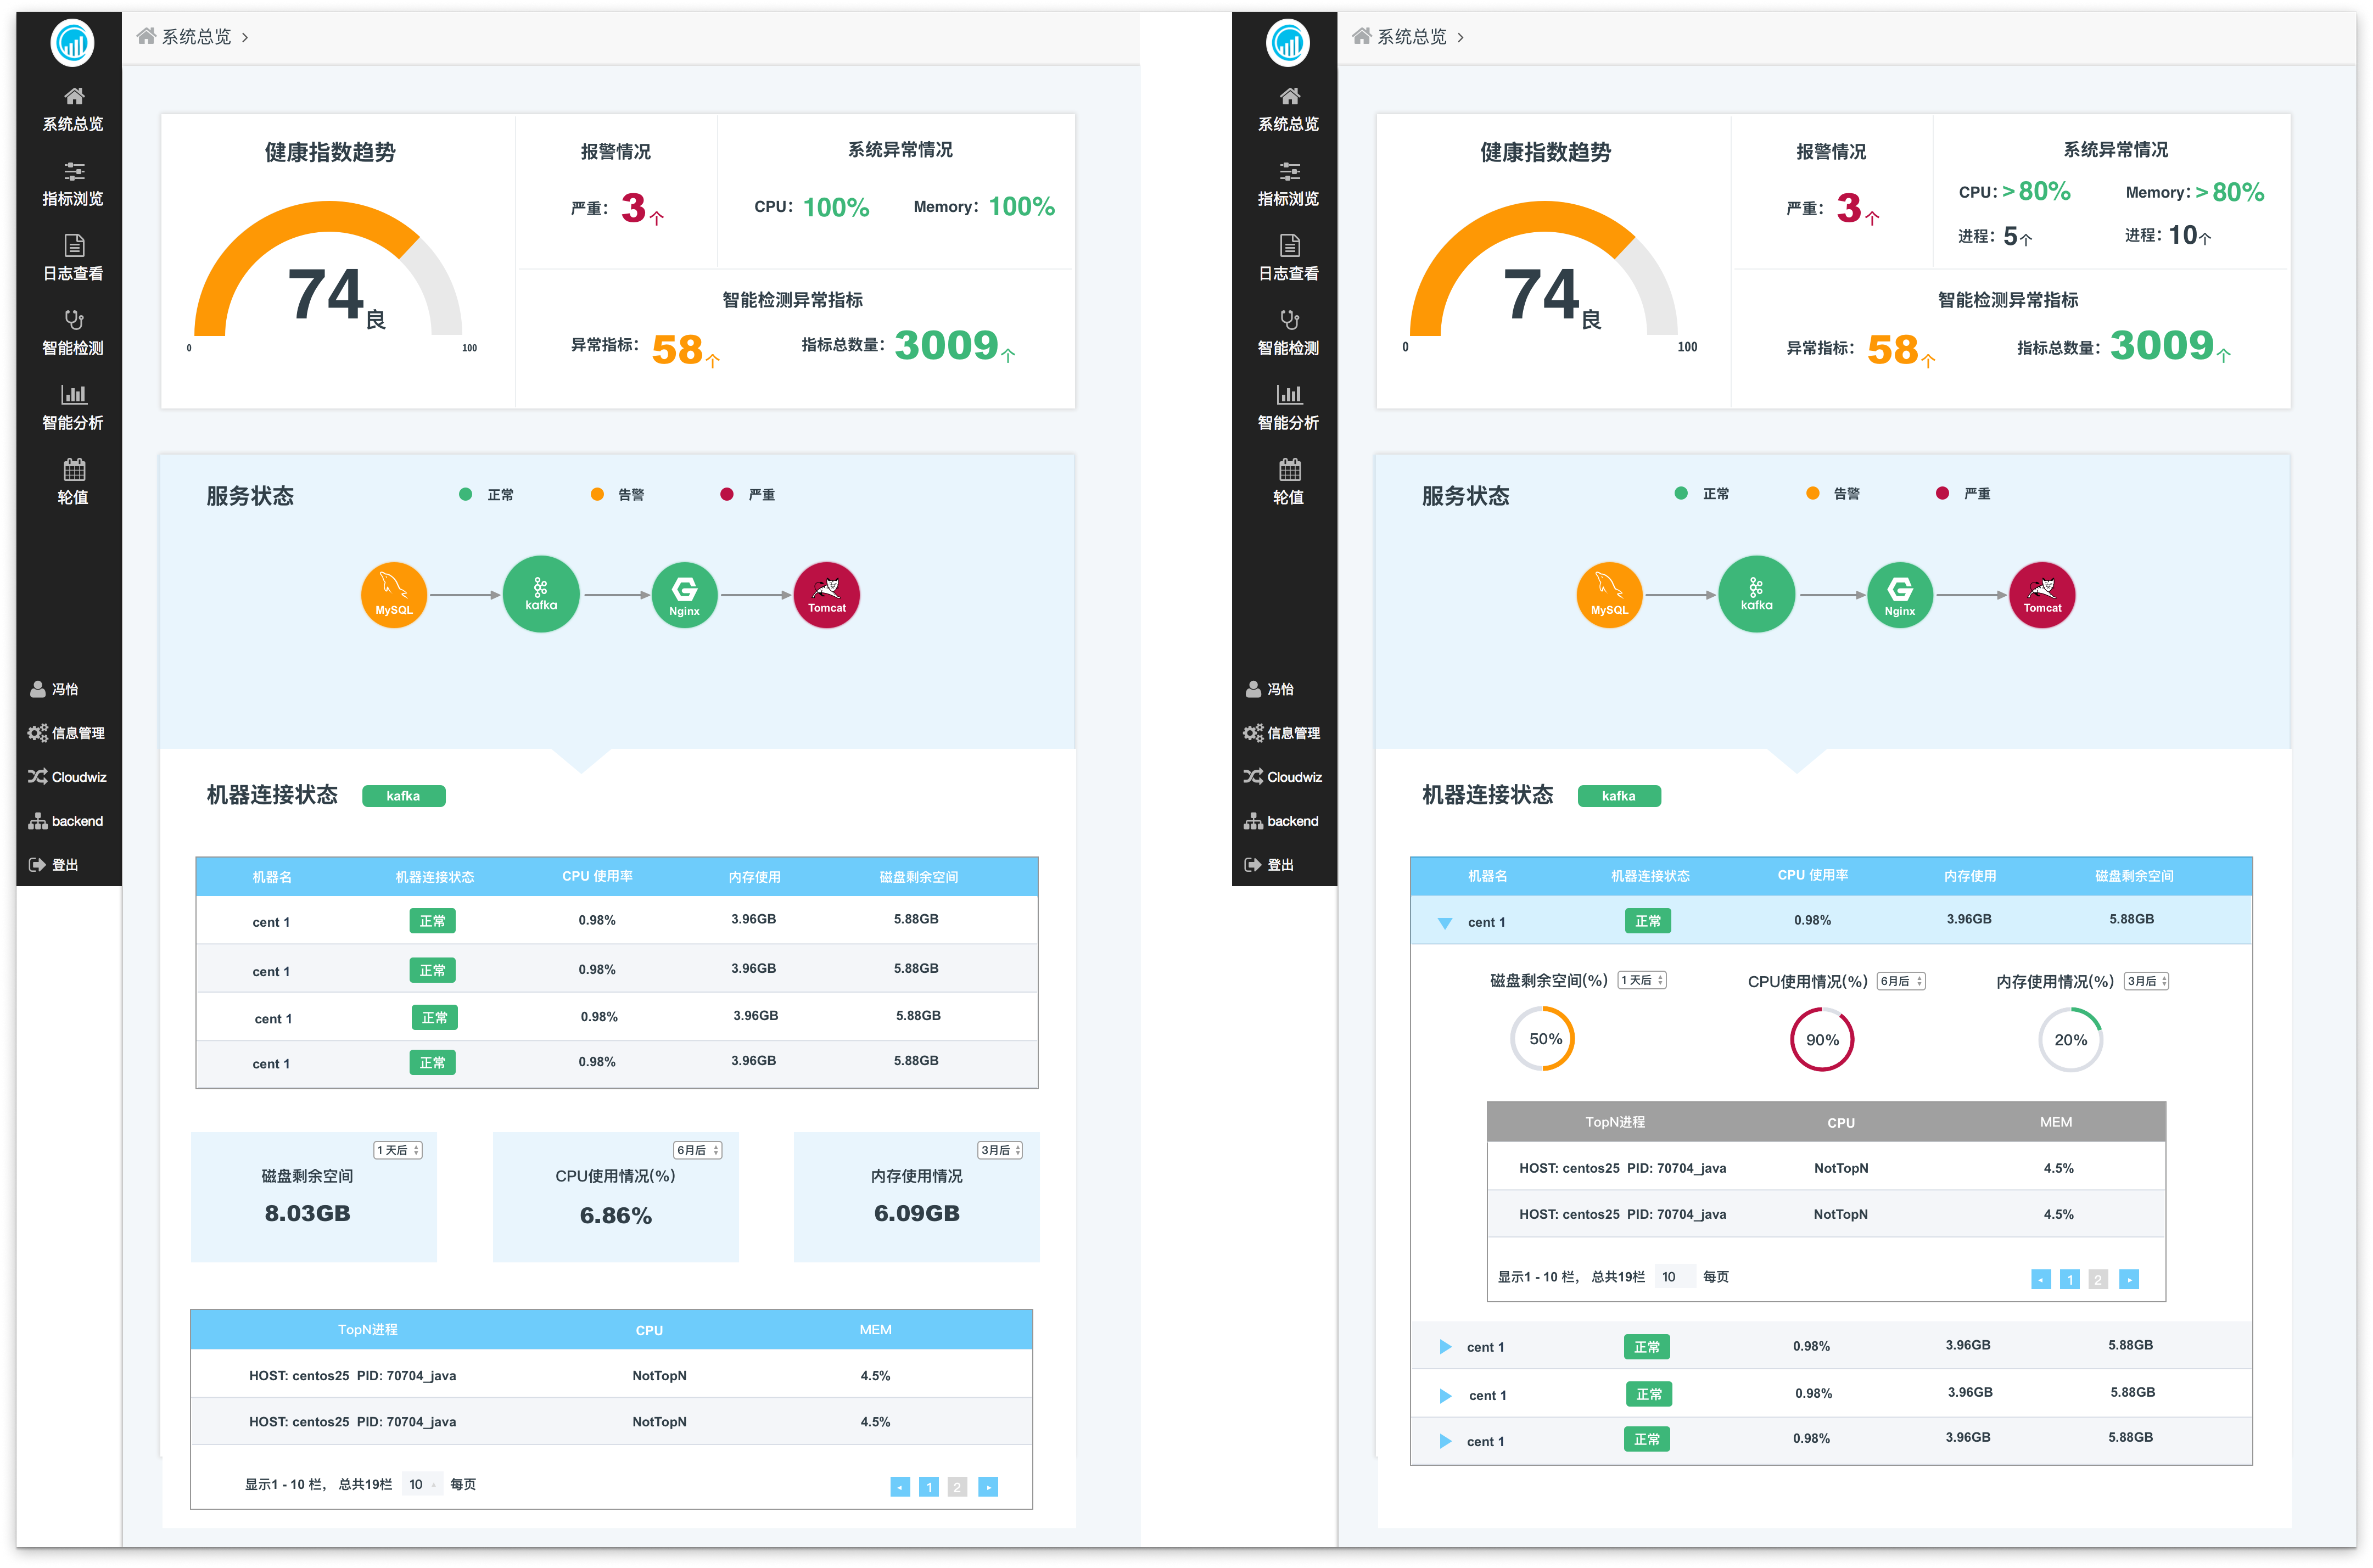 系统总览
系统总览
指标浏览
日志查看
智能检测
智能分析
轮值
冯怡
信息管理
Cloudwiz
backend
登出
健康指数趋势
74良
0
100
报警情况
严重： 3个
系统异常情况
CPU： 100% Memory： 100%
智能检测异常指标
异常指标： 58个 指标总数量： 3009个
服务状态
正常 告警 严重
MySQL
kafka
Nginx
Tomcat
机器连接状态 kafka
机器名 机器连接状态 CPU 使用率 内存使用 磁盘剩余空间
cent 1 正常 0.98% 3.96GB 5.88GB
cent 1 正常 0.98% 3.96GB 5.88GB
cent 1 正常 0.98% 3.96GB 5.88GB
cent 1 正常 0.98% 3.96GB 5.88GB
1 天后
磁盘剩余空间
8.03GB
6月后
CPU使用情况(%)
6.86%
3月后
内存使用情况
6.09GB
TopN进程 CPU MEM
HOST: centos25 PID: 70704_java NotTopN 4.5%
HOST: centos25 PID: 70704_java NotTopN 4.5%
显示1 - 10 栏， 总共19栏 10 每页 1 2
系统总览
系统总览
指标浏览
日志查看
智能检测
智能分析
轮值
冯怡
信息管理
Cloudwiz
backend
登出
健康指数趋势
74良
0
100
报警情况
严重： 3个
系统异常情况
CPU： > 80% Memory： > 80%
进程： 5个 进程： 10个
智能检测异常指标
异常指标： 58个 指标总数量： 3009个
服务状态
正常 告警 严重
MySQL
kafka
Nginx
Tomcat
机器连接状态 kafka
机器名 机器连接状态 CPU 使用率 内存使用 磁盘剩余空间
cent 1 正常 0.98% 3.96GB 5.88GB
磁盘剩余空间(%) 1 天后 CPU使用情况(%) 6月后 内存使用情况(%) 3月后
50% 90% 20%
TopN进程 CPU MEM
HOST: centos25 PID: 70704_java NotTopN 4.5%
HOST: centos25 PID: 70704_java NotTopN 4.5%
显示1 - 10 栏， 总共19栏 10 每页 1 2
cent 1 正常 0.98% 3.96GB 5.88GB
cent 1 正常 0.98% 3.96GB 5.88GB
cent 1 正常 0.98% 3.96GB 5.88GB